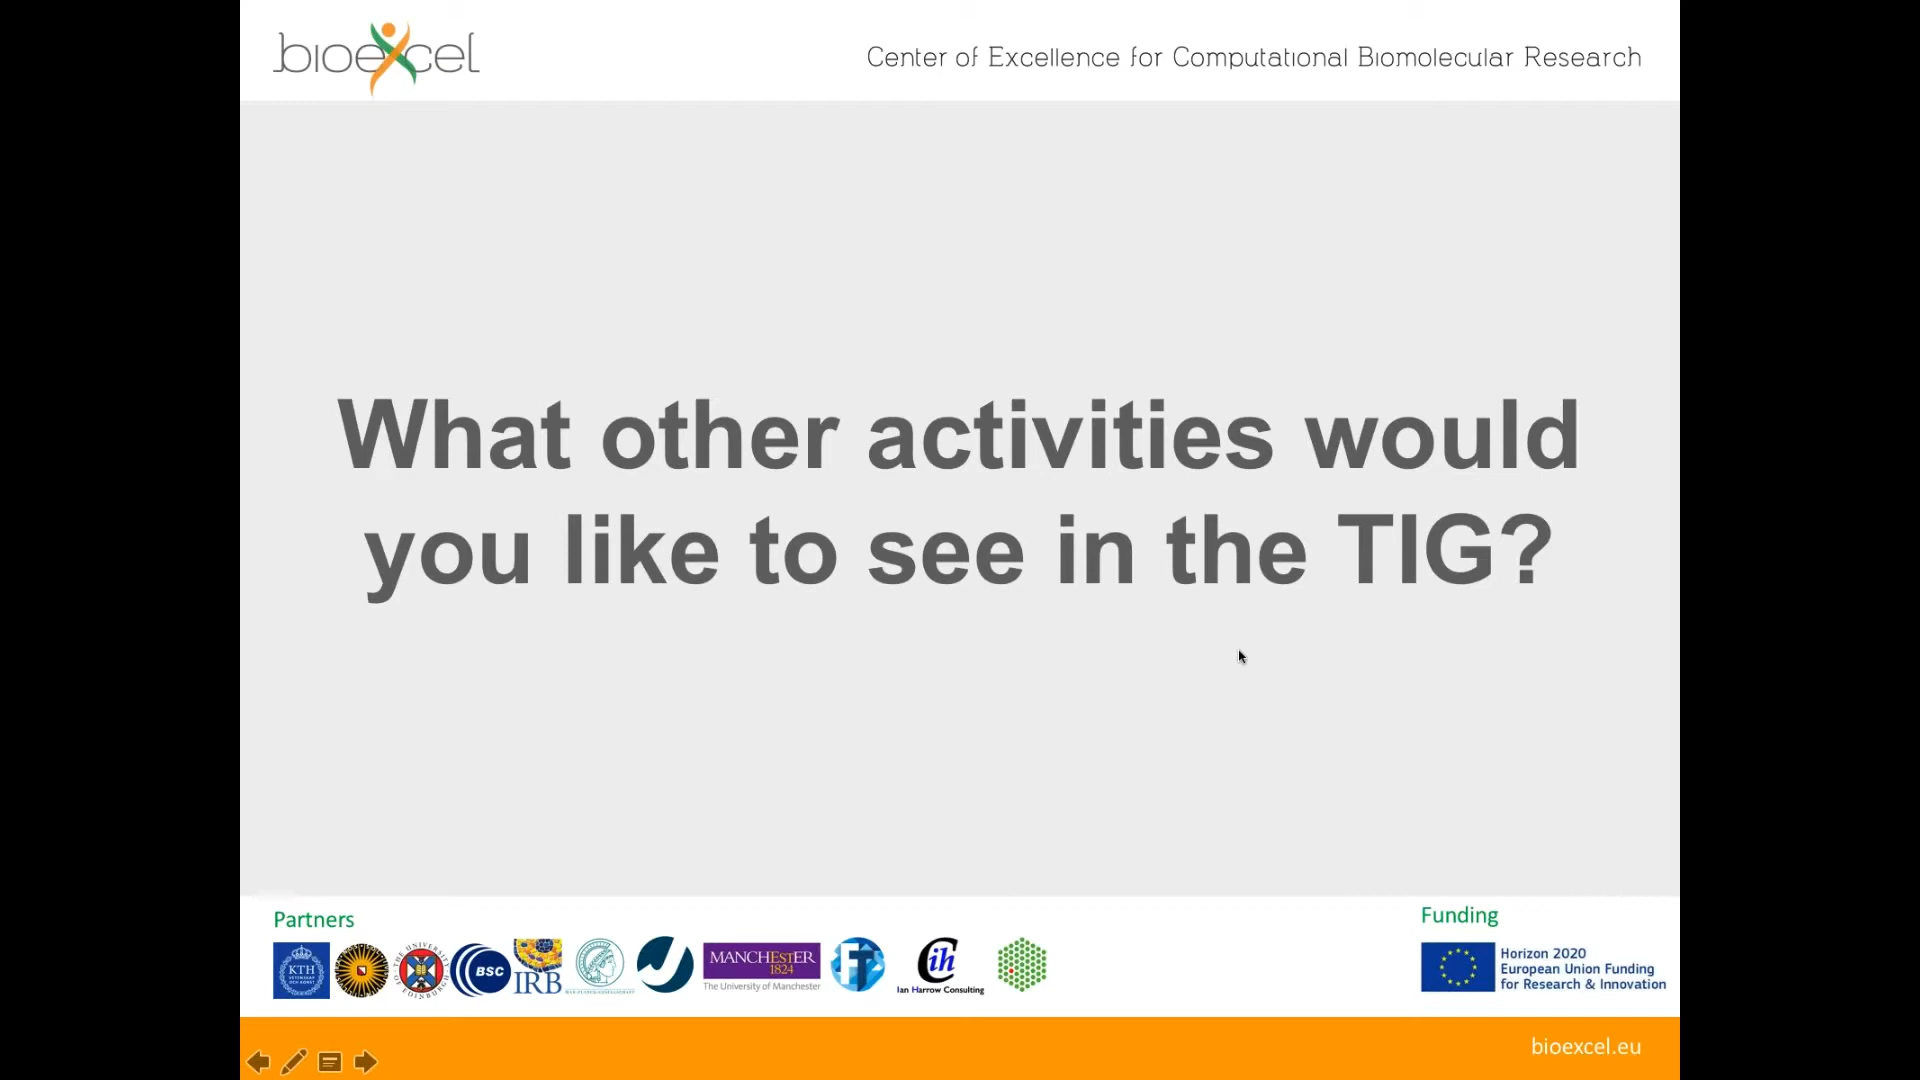 bioexcel
Center of Excellence for Computational Biomolecular Research
What other activities would
you like to see in the TIG?
Partners
Funding
KTH
BSC
IRB
MANCHESTER
1824
The University of Manchester
ih
Ian Harrow Consulting
Horizon 2020
European Union Funding
for Research & Innovation
bioexcel.eu